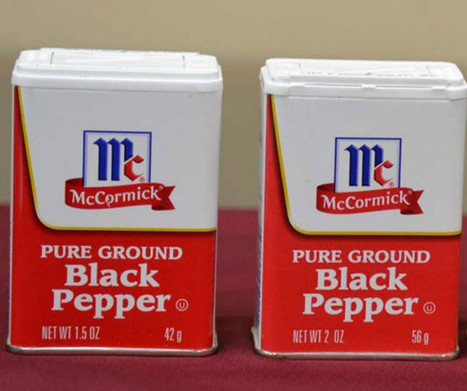 Mc
McCormick®
PURE GROUND
Black
Pepper
NET WT 1.5 OZ 42 g
Mc
McCormick®
PURE GROUND
Black
Pepper
NET WT 2 OZ 56 g